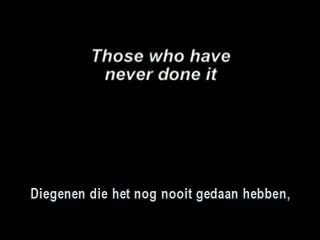 Those who have
never done it
Diegenen die het nog nooit gedaan hebben,